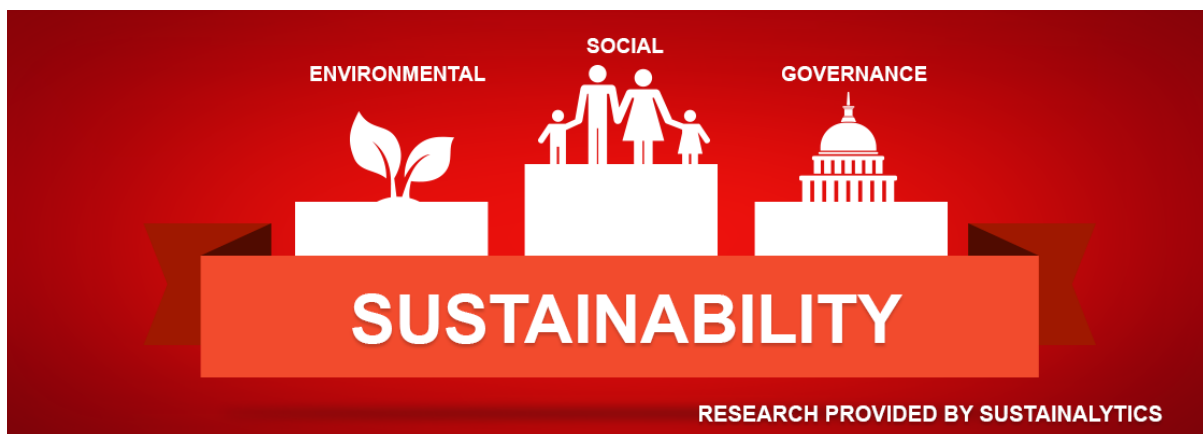 SOCIAL
ENVIRONMENTAL
GOVERNANCE
SUSTAINABILITY
RESEARCH PROVIDED BY SUSTAINALYTICS